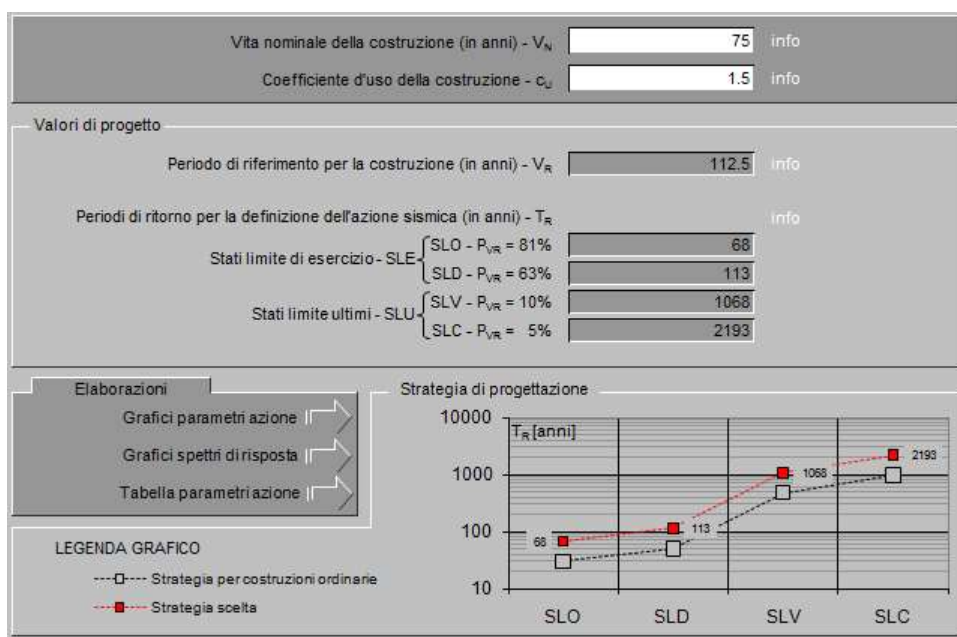 Vita nominale della costruzione (in anni) - VN 75 info
Coefficiente d'uso della costruzione - cU 1.5 info
Valori di progetto
Periodo di riferimento per la costruzione (in anni) - VR 112.5 info
Periodi di ritorno per la definizione dell'azione sismica (in anni) - TR info
Stati limite di esercizio - SLE
SLO - PVR = 81% 68
SLD - PVR = 63% 113
Stati limite ultimi - SLU
SLV - PVR = 10% 1068
SLC - PVR = 5% 2193
Elaborazioni
Grafici parametri azione
Grafici spettri di risposta
Tabella parametri azione
LEGENDA GRAFICO
Strategia per costruzioni ordinarie
Strategia scelta
Strategia di progettazione
TR [anni]
10000
1000
100
10
68
113
1068
2193
SLO SLD SLV SLC